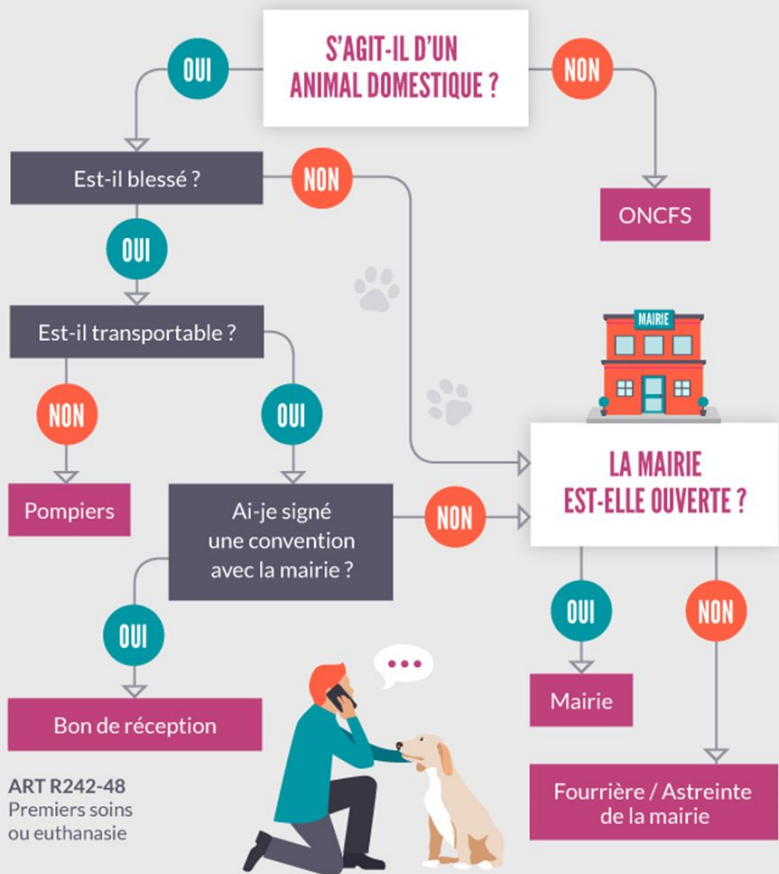 S'AGIT-IL D'UN
ANIMAL DOMESTIQUE ?
OUI
NON
Est-il blessé ?
NON
ONCFS
OUI
Est-il transportable ?
MAIRIE
NON
OUI
LA MAIRIE
EST-ELLE OUVERTE ?
Pompiers
Ai-je signé
une convention
avec la mairie ?
NON
OUI
OUI
NON
Bon de réception
Mairie
ART R242-48
Premiers soins
ou euthanasie
Fourrière / Astreinte
de la mairie